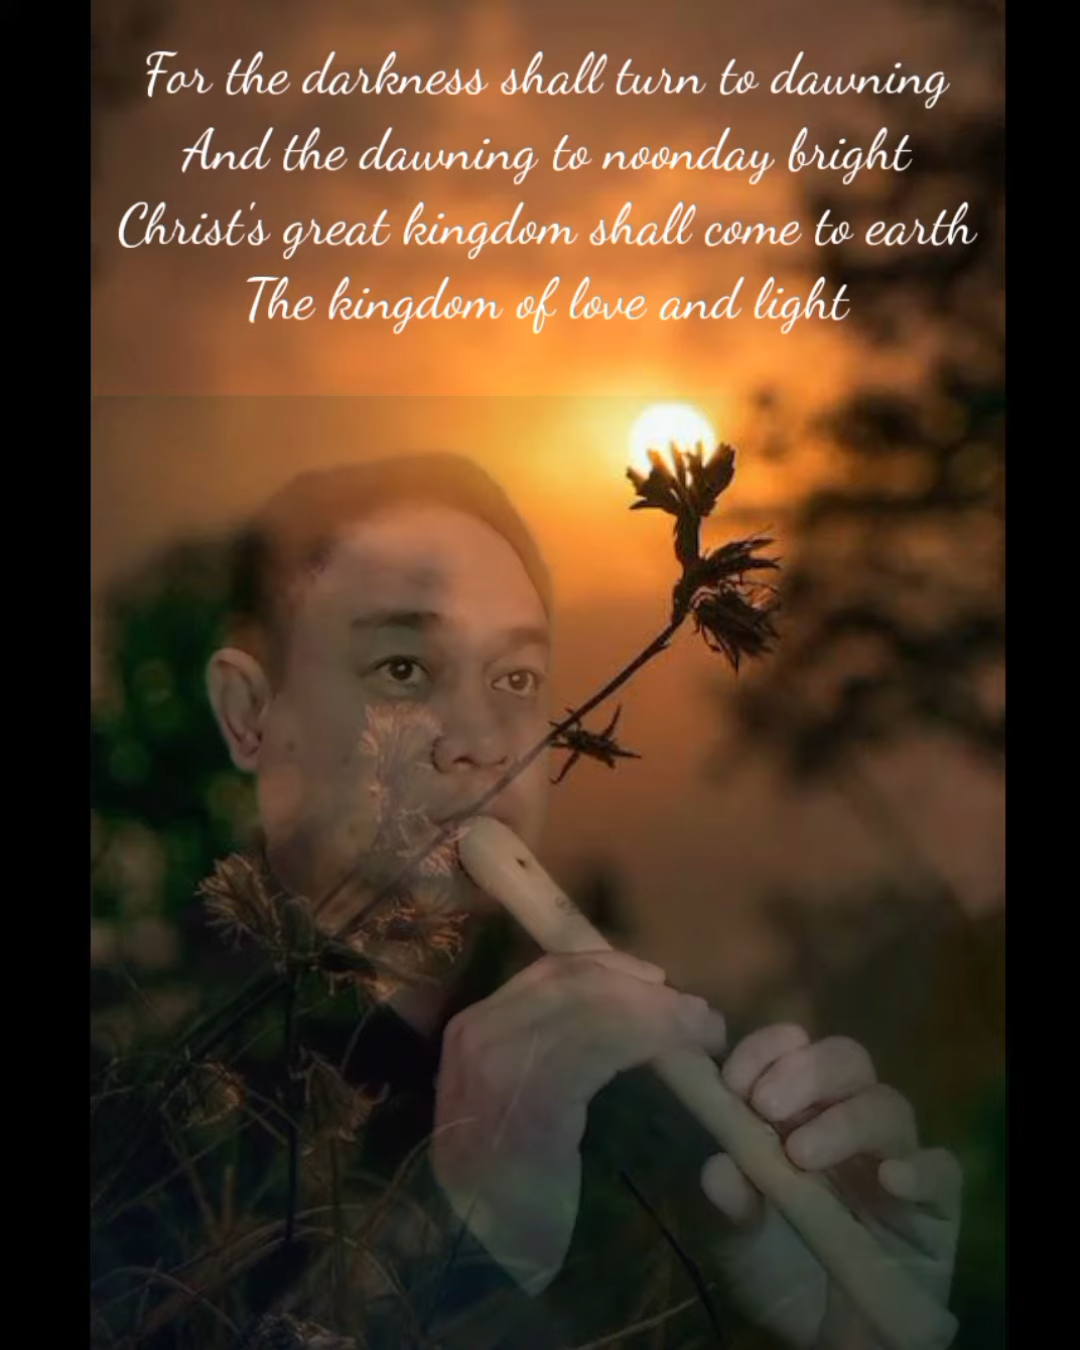 For the darkness shall turn to dawning
And the dawning to noonday bright
Christ's great kingdom shall come to earth
The kingdom of love and light